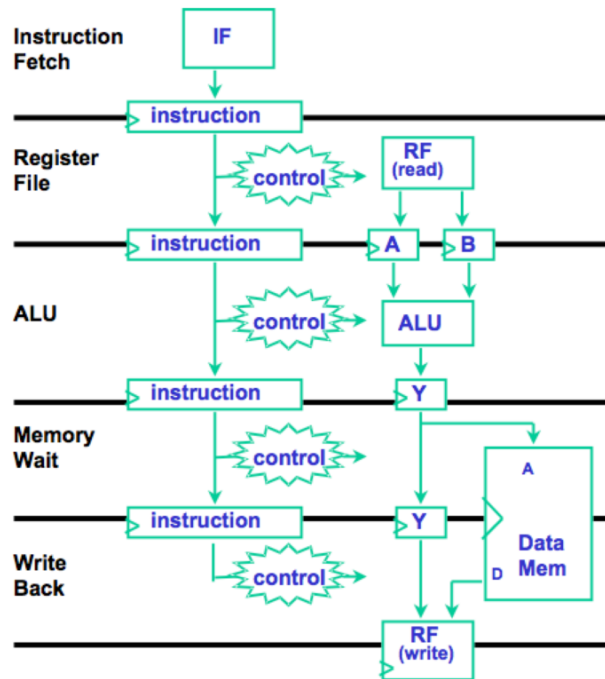 Instruction
Fetch
IF
instruction
Register
File
control
RF
(read)
instruction
A
B
ALU
control
ALU
instruction
Y
Memory
Wait
control
A
instruction
Y
Data
Mem
Write
Back
control
D
RF
(write)